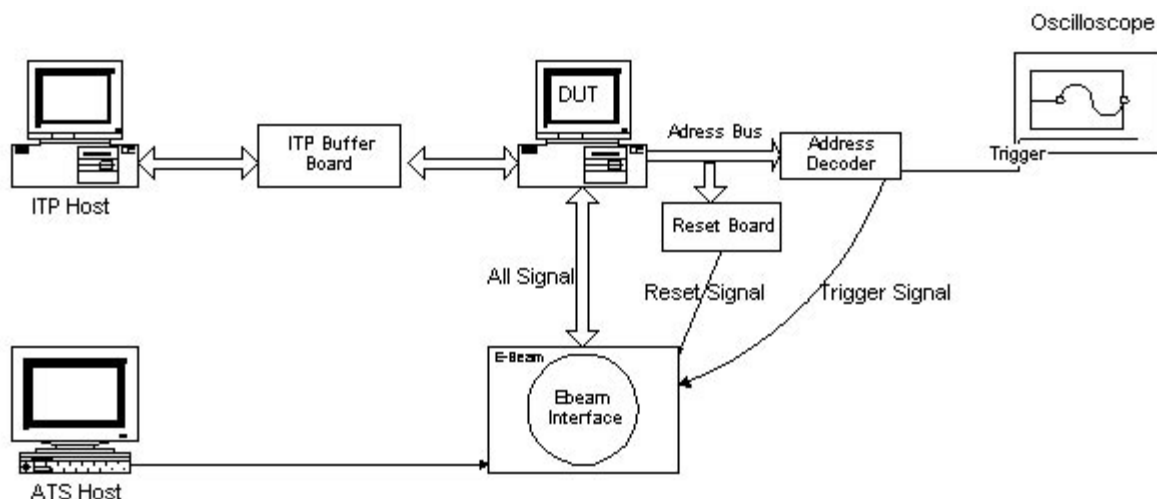 Oscilloscope
DUT
ITP Buffer
Board
Adress Bus
Address
Decoder
Trigger
ITP Host
Reset Board
All Signal
Reset Signal
Trigger Signal
E-Beam
Ebeam
Interface
ATS Host